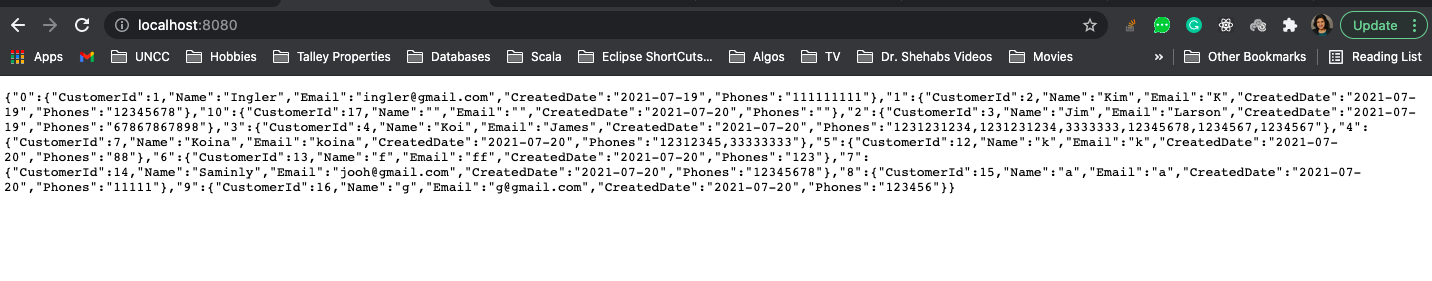 localhost:8080
Update
Apps UNCC Hobbies Talley Properties Databases Scala Eclipse ShortCuts... Algos TV Dr. Shehabs Videos Movies » Other Bookmarks Reading List
{"0":{"CustomerId":1,"Name":"Ingler","Email":"ingler@gmail.com","CreatedDate":"2021-07-19","Phones":"111111111"},"1":{"CustomerId":2,"Name":"Kim","Email":"K","CreatedDate":"2021-07-
19","Phones":"12345678"},"10":{"CustomerId":17,"Name":"","Email":"","CreatedDate":"2021-07-20","Phones":""},"2":{"CustomerId":3,"Name":"Jim","Email":"Larson","CreatedDate":"2021-07-
19","Phones":"67867867898"},"3":{"CustomerId":4,"Name":"Koi","Email":"James","CreatedDate":"2021-07-20","Phones":"1231231234,1231231234,3333333,12345678,1234567,1234567"},"4":
{"CustomerId":7,"Name":"Koina","Email":"koina","CreatedDate":"2021-07-20","Phones":"12312345,33333333"},"5":{"CustomerId":12,"Name":"k","Email":"k","CreatedDate":"2021-07-
20","Phones":"88"},"6":{"CustomerId":13,"Name":"f","Email":"ff","CreatedDate":"2021-07-20","Phones":"123"},"7":
{"CustomerId":14,"Name":"Saminly","Email":"jooh@gmail.com","CreatedDate":"2021-07-20","Phones":"12345678"},"8":{"CustomerId":15,"Name":"a","Email":"a","CreatedDate":"2021-07-
20","Phones":"11111"},"9":{"CustomerId":16,"Name":"g","Email":"g@gmail.com","CreatedDate":"2021-07-20","Phones":"123456"}}